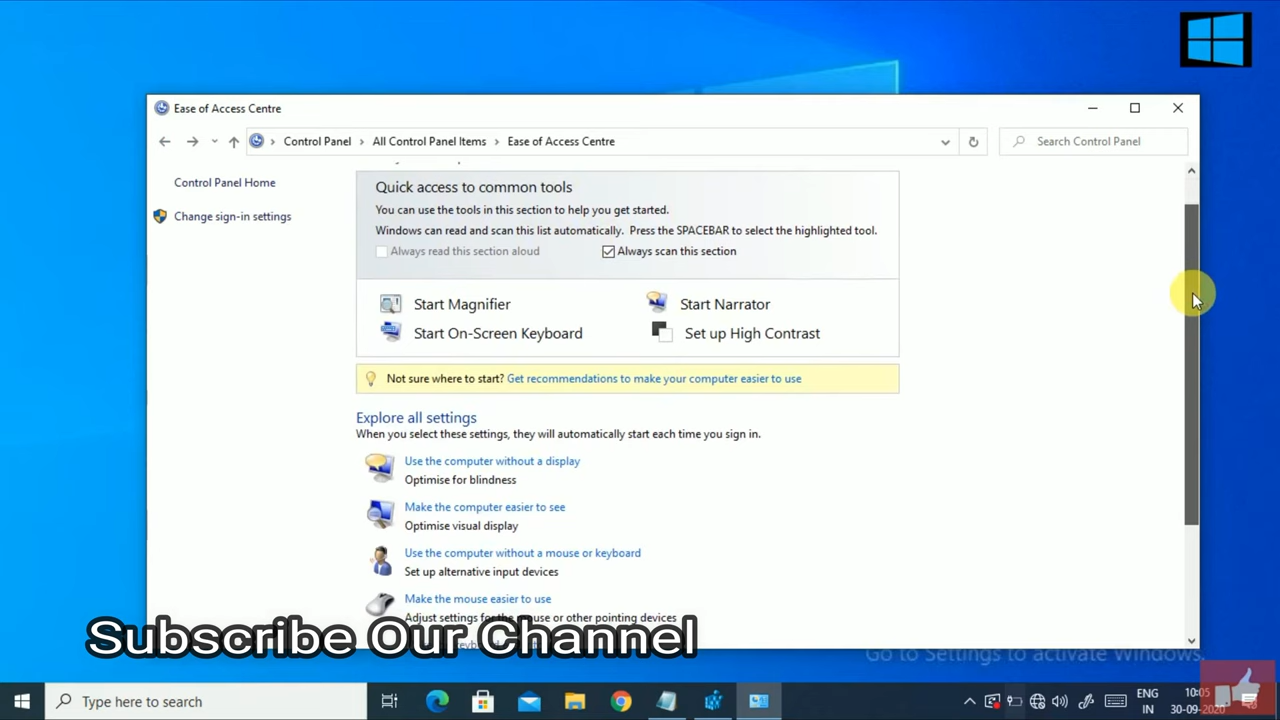 Ease of Access Centre
Control Panel > All Control Panel Items > Ease of Access Centre
Search Control Panel
Control Panel Home
Change sign-in settings
Quick access to common tools
You can use the tools in this section to help you get started.
Windows can read and scan this list automatically. Press the SPACEBAR to select the highlighted tool.
Always read this section aloud Always scan this section
Start Magnifier Start Narrator
Start On-Screen Keyboard Set up High Contrast
Not sure where to start? Get recommendations to make your computer easier to use
Explore all settings
When you select these settings, they will automatically start each time you sign in.
Use the computer without a display
Optimise for blindness
Make the computer easier to see
Optimise visual display
Use the computer without a mouse or keyboard
Set up alternative input devices
Make the mouse easier to use
Adjust settings for the mouse or other pointing devices
Subscribe Our Channel
Go to Settings to activate Windows.
Type here to search
ENG
IN
10:05
30-09-2020